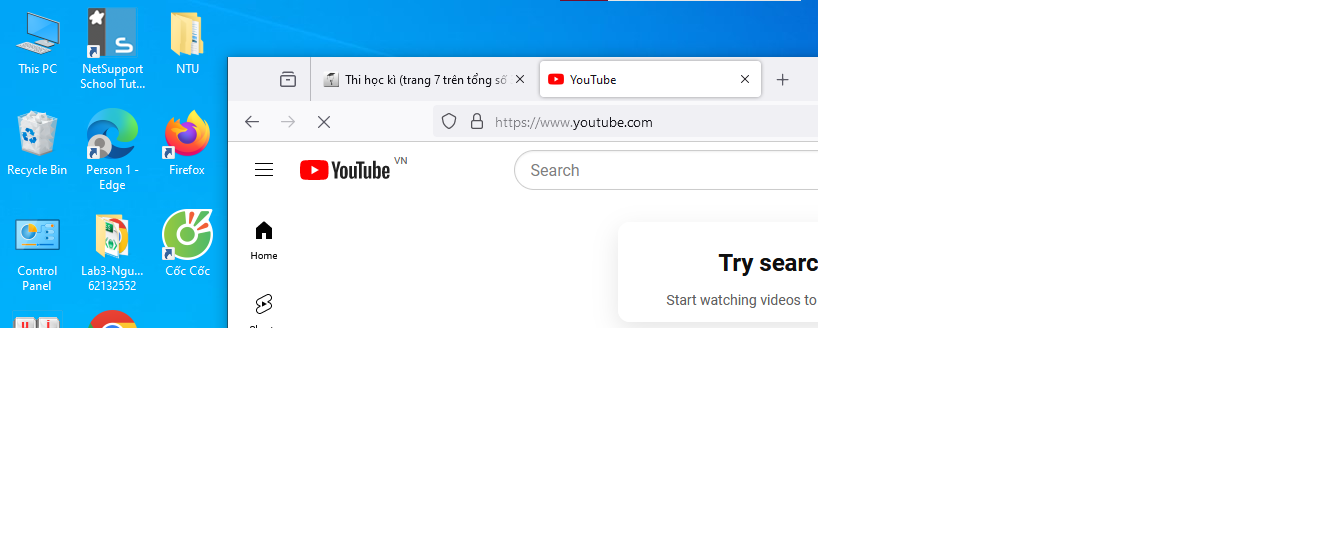 This PC
NetSupport
School Tut...
NTU
Recycle Bin
Person 1 -
Edge
Firefox
Control
Panel
Lab3-Ngu...
62132552
Cốc Cốc
Thi học kì (trang 7 trên tổng số
YouTube
https://www.youtube.com
YouTube VN
Search
Home
Try searc
Start watching videos to